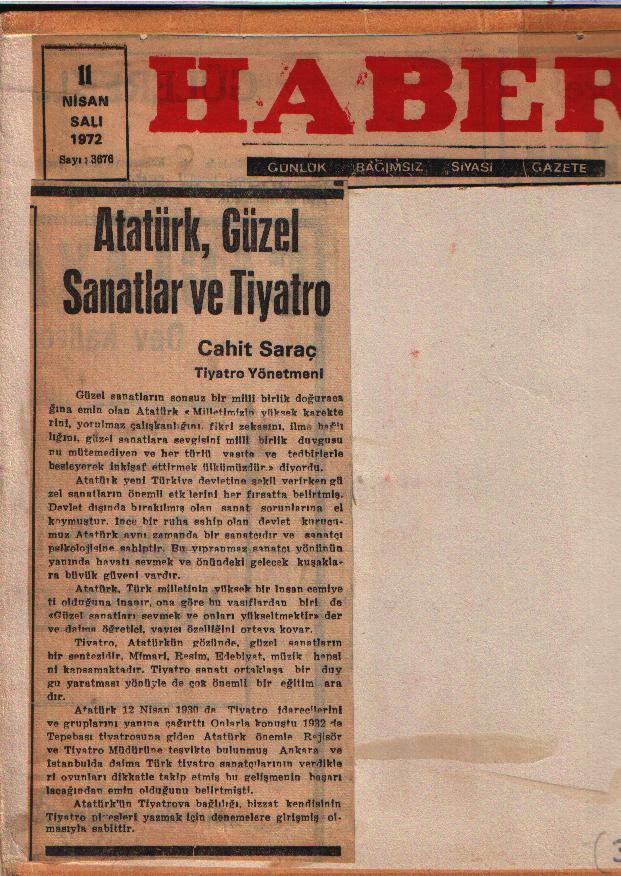 11
NİSAN
SALI
1972
Sayı : 3676
HABER
GÜNLÜK BAĞIMSIZ SİYASİ GAZETE
Atatürk, Güzel
Sanatlar ve Tiyatro
Cahit Saraç
Tiyatro Yönetmeni
Güzel sanatların sonsuz bir milli birlik doğuraca
ğına emin olan Atatürk «Milletimizin yüksek karekte
rini, yorulmaz çalışkanlığını, fikri zekasını, ilme bağlı
lığını, güzel sanatlara sevgisini milli birlik duygusu
nu mütemediyen ve her türlü vasıta ve tedbirlerle
besleyerek inkişaf ettirmek ülkümüzdür.» diyordu.
Atatürk yeni Türkiye devletine şekil verirken gü
zel sanatların önemli etkilerini her fırsatta belirtmiş.
Devlet dışında bırakılmış olan sanat sorunlarına el
koymuştur. İnce bir ruha sahip olan devlet kurucu-
muz Atatürk aynı zamanda bir sanatcıdır ve sanatçı
psikolojisine sahiptir. Bu yıpranmaz sanatçı yönünün
yanında hayatı sevmek ve önündeki gelecek kuşakla-
ra büyük güveni vardır.
Atatürk, Türk milletinin yüksek bir insan cemiye
ti olduğuna inanır, ona göre bu vasıflardan biri de
«Güzel sanatları sevmek ve onları yükseltmektir» der
ve daima öğretici, yayıcı özelliğini ortaya koyar.
Tiyatro, Atatürkün gözünde, güzel sanatların
bir sentezidir. Mimari, Resim, Edebiyat, müzik hepsi
ni kapsamaktadır. Tiyatro sanatı ortaklaşa bir duy
gu yaratması yönüyle de çok önemli bir eğitim ara
dır.
Atatürk 12 Nisan 1930 da Tiyatro idarecilerini
ve gruplarını yanına çağırttı Onlarla konuştu 1932 de
Tepebaşı tiyatrosuna giden Atatürk önemle Rejisör
ve Tiyatro Müdürüne teşvikte bulunmuş Ankara ve
İstanbulda daima Türk tiyatro sanatçılarının verdikle
ri oyunları dikkatle takip etmiş bu gelişmenin başarı
lacağından emin olduğunu belirtmişti.
Atatürk'ün Tiyatroya bağlılığı, bizzat kendisinin
Tiyatro piyesleri yazmak için denemelere girişmiş ol-
masıyla sabittir.